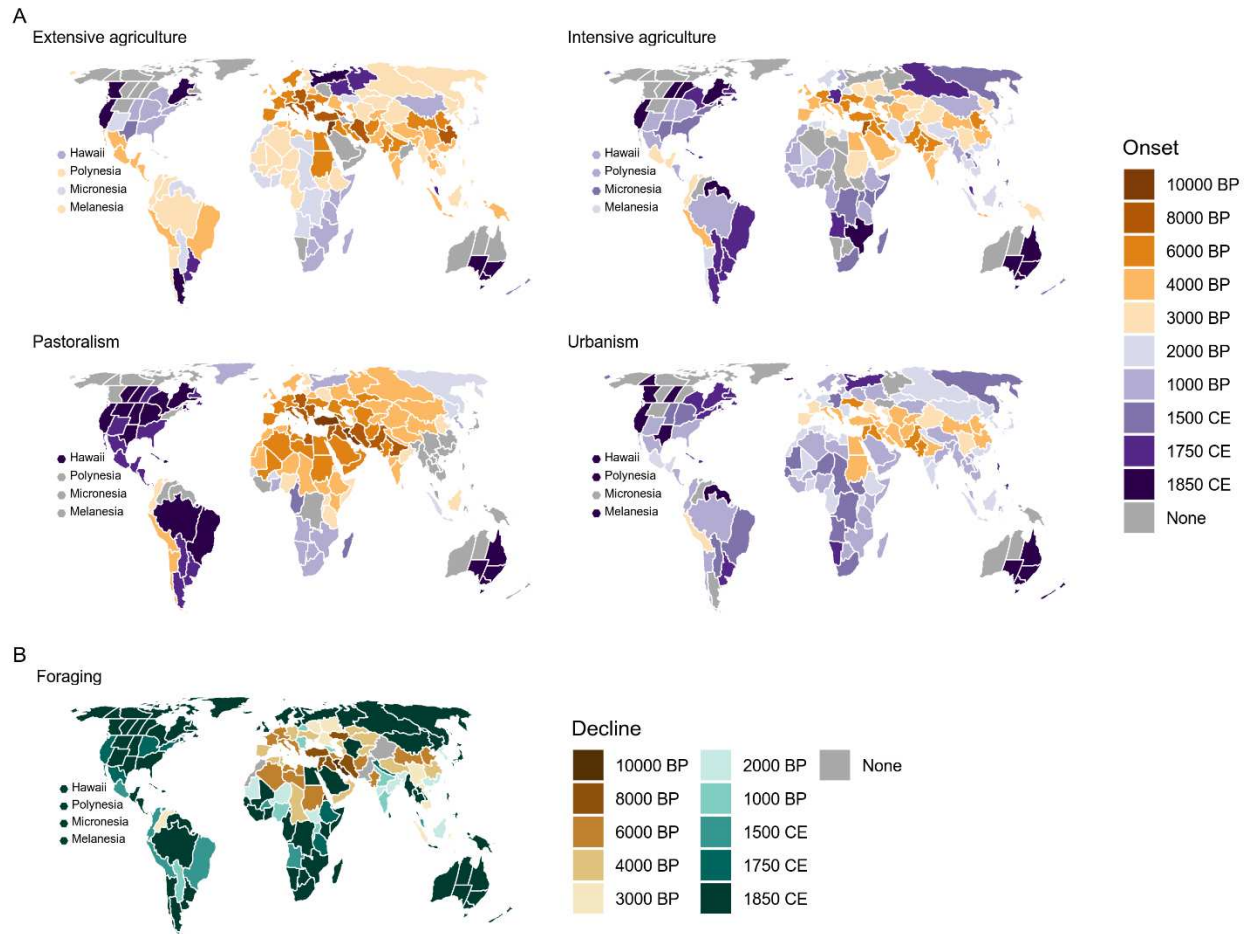 A
Extensive agriculture
Hawaii
Polynesia
Micronesia
Melanesia
Intensive agriculture
Hawaii
Polynesia
Micronesia
Melanesia
Pastoralism
Hawaii
Polynesia
Micronesia
Melanesia
Urbanism
Hawaii
Polynesia
Micronesia
Melanesia
Onset
10000 BP
8000 BP
6000 BP
4000 BP
3000 BP
2000 BP
1000 BP
1500 CE
1750 CE
1850 CE
None
B
Foraging
Hawaii
Polynesia
Micronesia
Melanesia
Decline
10000 BP
8000 BP
6000 BP
4000 BP
3000 BP
2000 BP
1000 BP
1500 CE
1750 CE
1850 CE
None